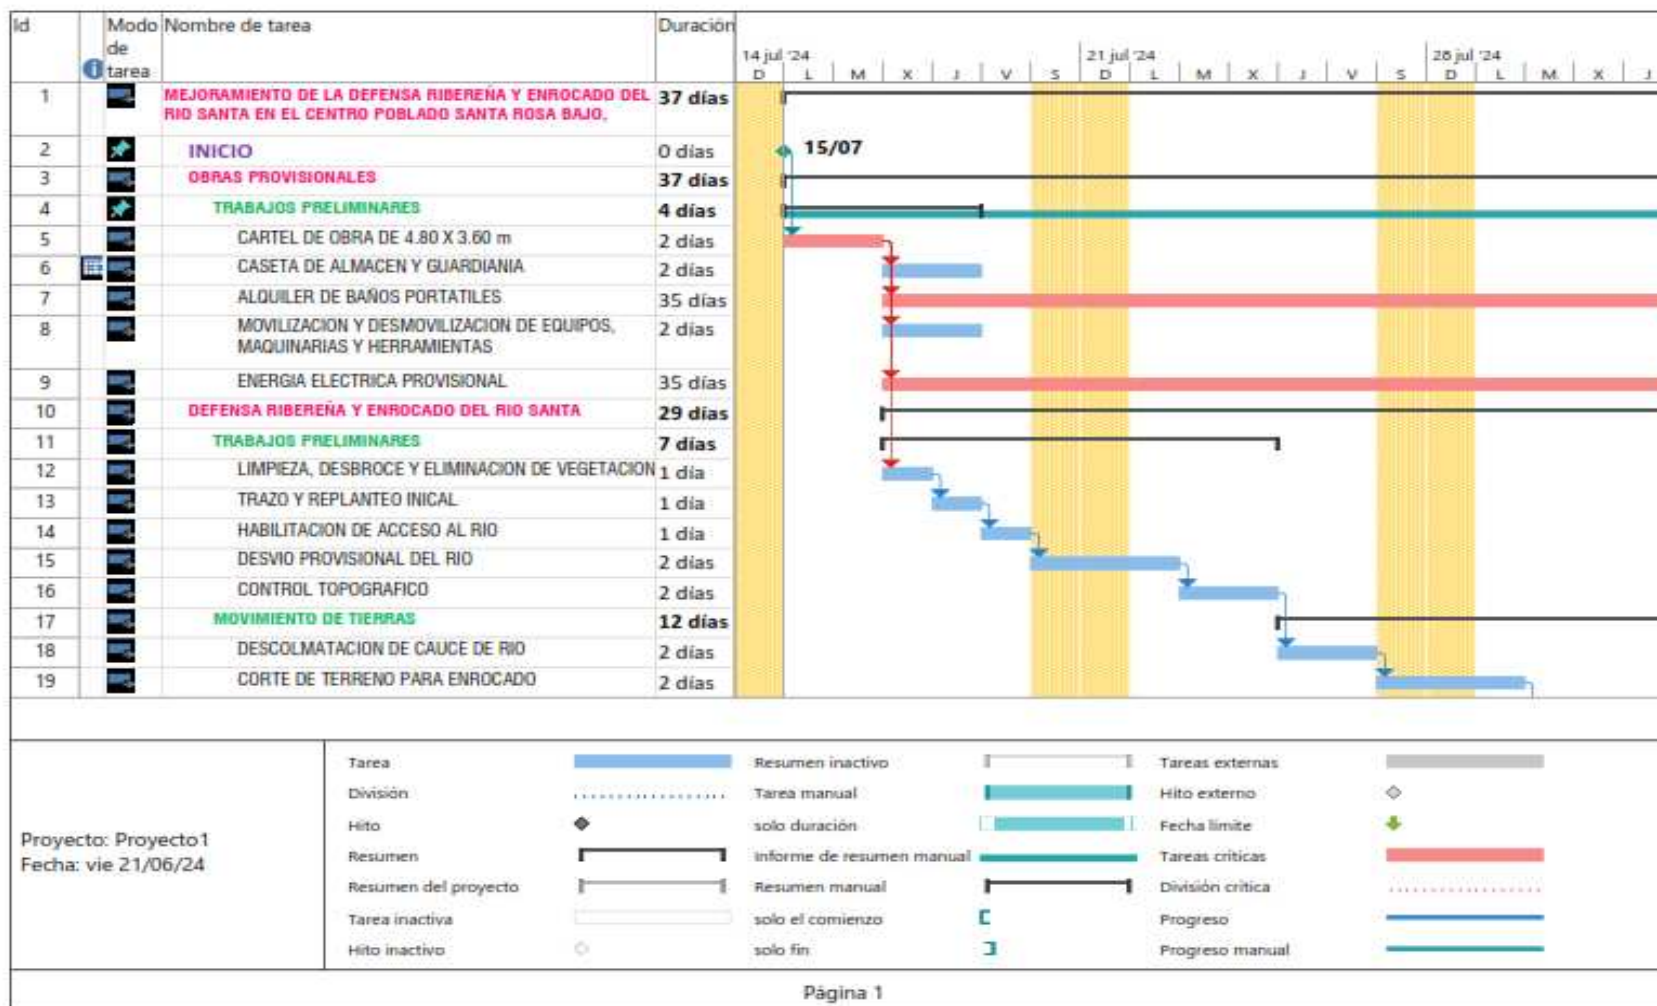 Id Modo de tarea Nombre de tarea Duración
14 jul '24 21 jul '24 28 jul '24
D L M X J V S D L M X J V S D L M X J
1 MEJORAMIENTO DE LA DEFENSA RIBEREÑA Y ENROCADO DEL 37 días
RIO SANTA EN EL CENTRO POBLADO SANTA ROSA BAJO,
2 INICIO 0 días 15/07
3 OBRAS PROVISIONALES 37 días
4 TRABAJOS PRELIMINARES 4 días
5 CARTEL DE OBRA DE 4.80 X 3.60 m 2 días
6 CASETA DE ALMACEN Y GUARDIANIA 2 días
7 ALQUILER DE BAÑOS PORTATILES 35 días
8 MOVILIZACION Y DESMOVILIZACION DE EQUIPOS, 2 días
MAQUINARIAS Y HERRAMIENTAS
9 ENERGIA ELECTRICA PROVISIONAL 35 días
10 DEFENSA RIBEREÑA Y ENROCADO DEL RIO SANTA 29 días
11 TRABAJOS PRELIMINARES 7 días
12 LIMPIEZA, DESBROCE Y ELIMINACION DE VEGETACION 1 día
13 TRAZO Y REPLANTEO INICAL 1 día
14 HABILITACION DE ACCESO AL RIO 1 día
15 DESVIO PROVISIONAL DEL RIO 2 días
16 CONTROL TOPOGRAFICO 2 días
17 MOVIMIENTO DE TIERRAS 12 días
18 DESCOLMATACION DE CAUCE DE RIO 2 días
19 CORTE DE TERRENO PARA ENROCADO 2 días
Proyecto: Proyecto1
Fecha: vie 21/06/24
Tarea Resumen inactivo Tareas externas
División Tarea manual Hito externo
Hito solo duración Fecha límite
Resumen Informe de resumen manual Tareas críticas
Resumen del proyecto Resumen manual División crítica
Tarea inactiva solo el comienzo Progreso
Hito inactivo solo fin Progreso manual
Página 1